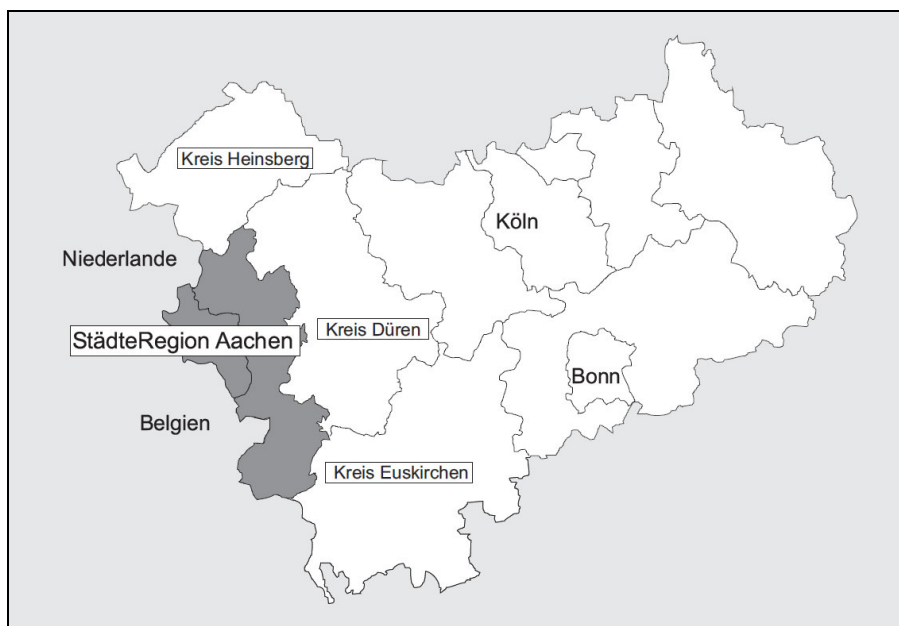 Kreis Heinsberg
Köln
Niederlande
StädteRegion Aachen
Kreis Düren
Bonn
Belgien
Kreis Euskirchen